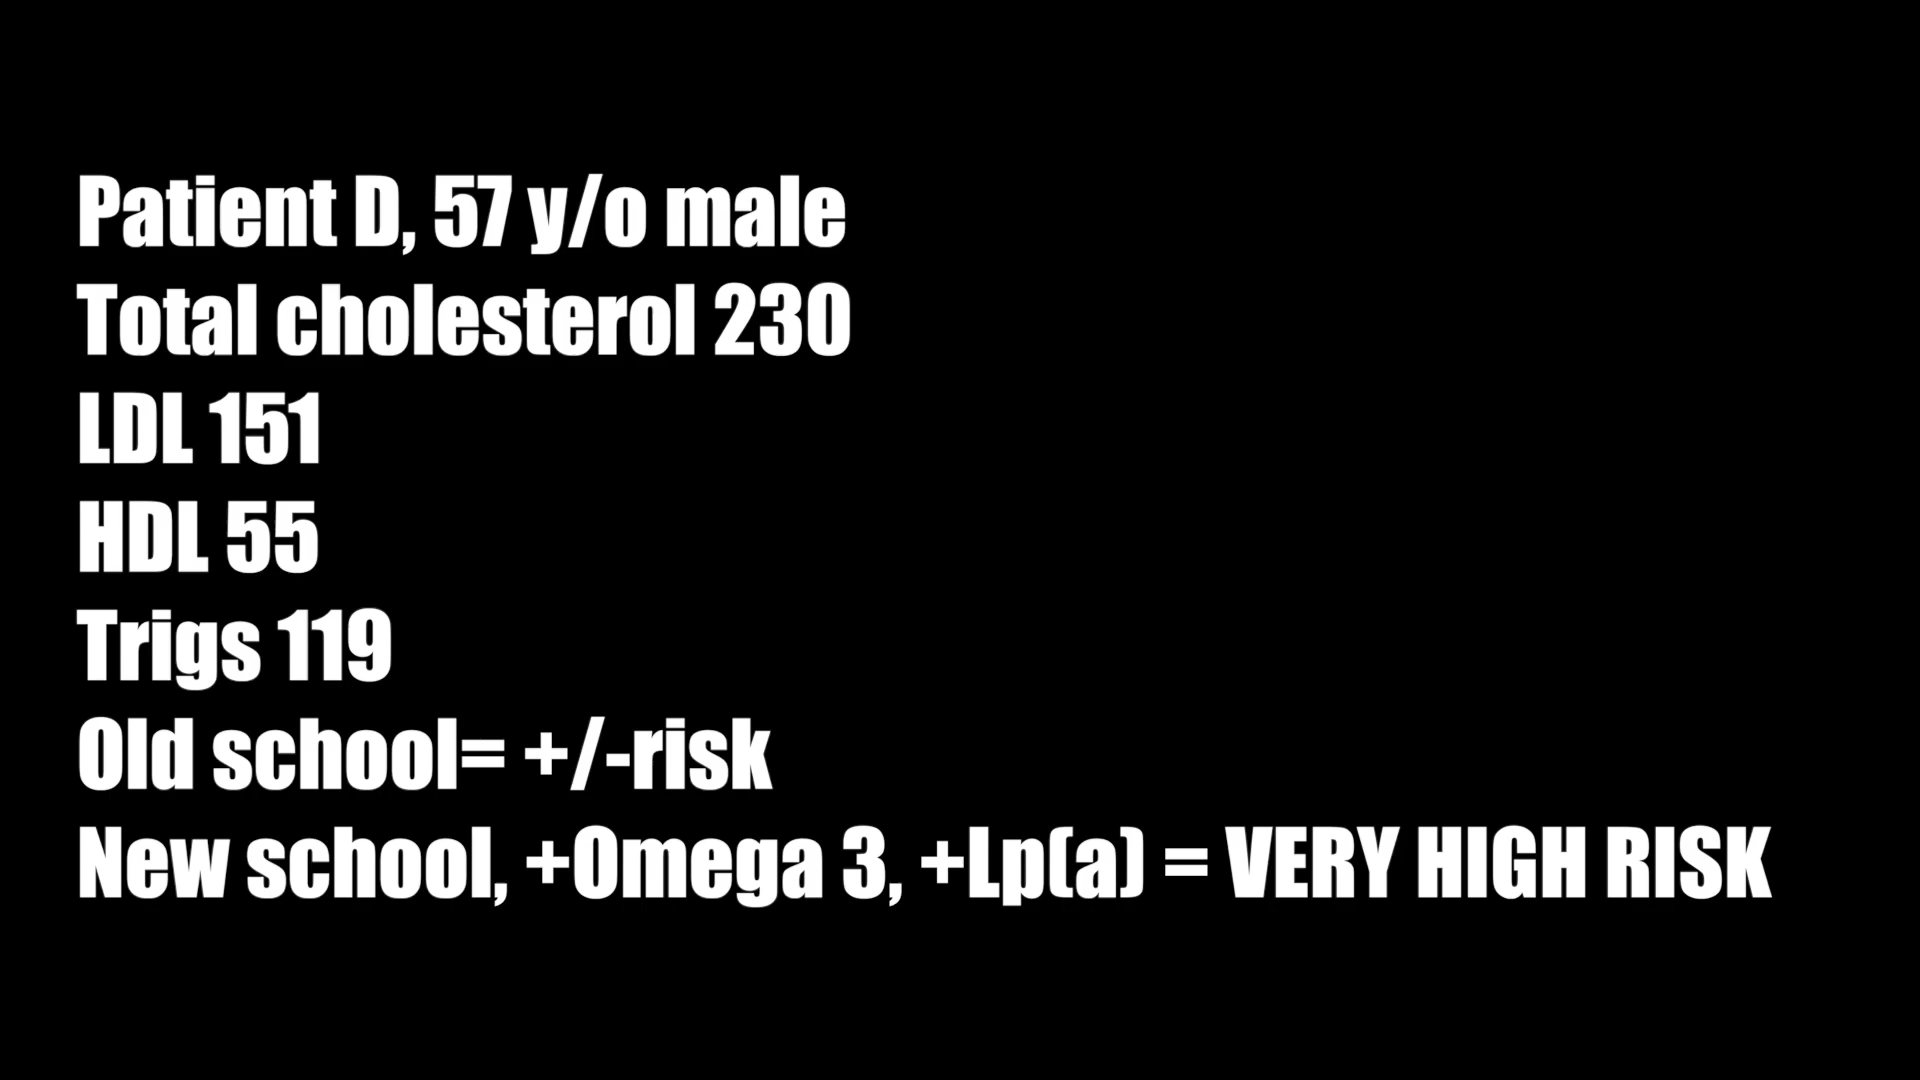 Patient D, 57 y/o male
Total cholesterol 230
LDL 151
HDL 55
Trigs 119
Old school= +/-risk
New school, +Omega 3, +Lp(a) = VERY HIGH RISK